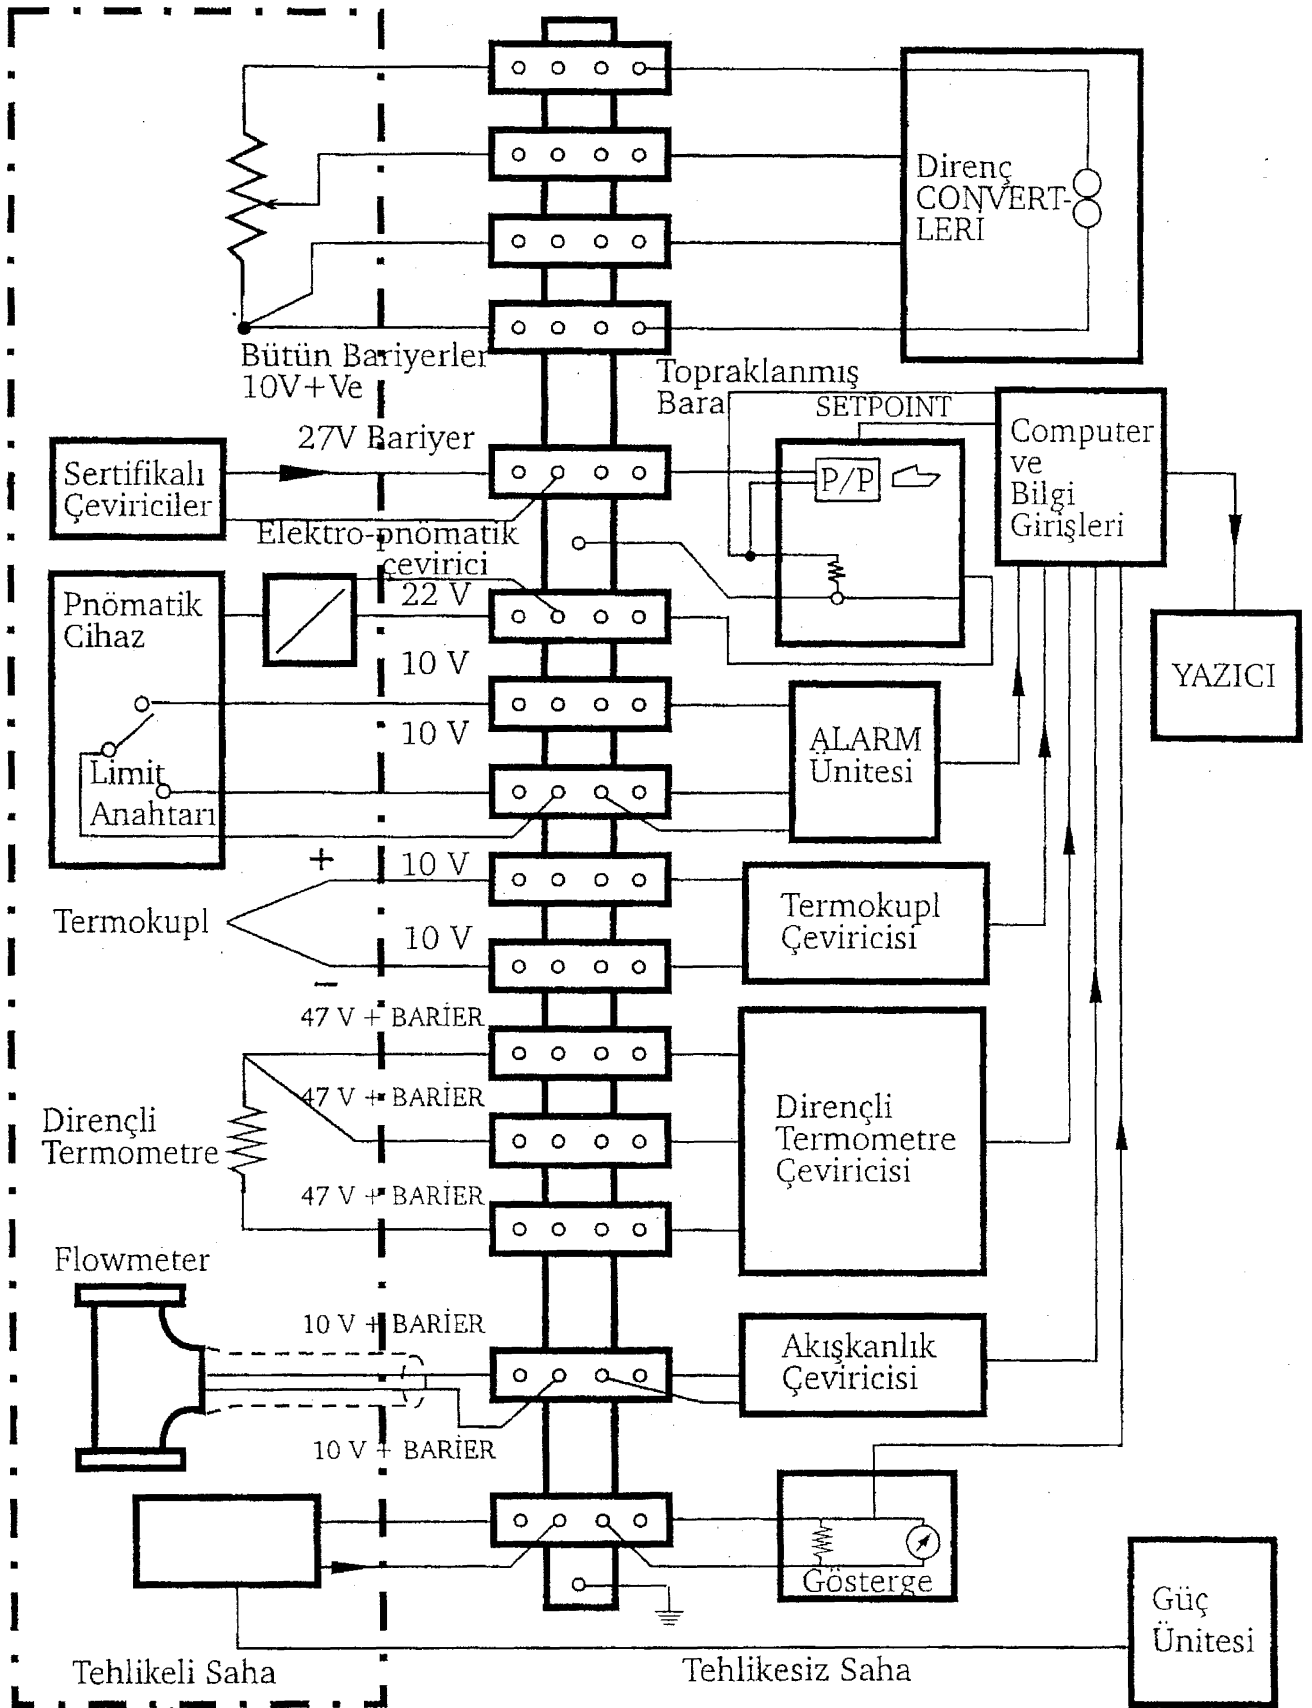 Direnç
CONVERT-
LERİ
Bütün Bariyerler
10V+Ve
Topraklanmış
Bara
SETPOINT
27V Bariyer
Sertifikalı
Çeviriciler
P/P
Computer
ve
Bilgi
Girişleri
Elektro-pnömatik
çevirici
22 V
Pnömatik
Cihaz
10 V
YAZICI
10 V
ALARM
Ünitesi
Limit
Anahtarı
+
10 V
Termokupl
10 V
−
Termokupl
Çeviricisi
47 V + BARİER
47 V + BARİER
Dirençli
Termometre
47 V + BARİER
Dirençli
Termometre
Çeviricisi
Flowmeter
10 V + BARİER
Akışkanlık
Çeviricisi
10 V + BARİER
Gösterge
Güç
Ünitesi
Tehlikeli Saha
Tehlikesiz Saha